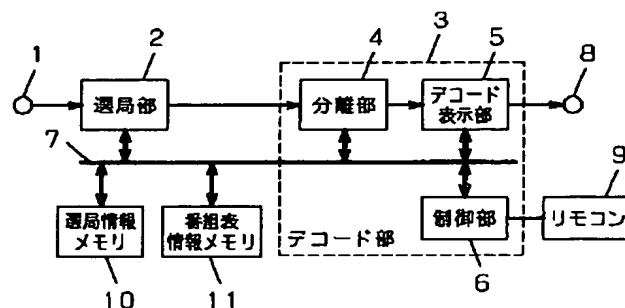 1
2
3
4
5
8
選局部
分離部
デコード
表示部
7
9
選局情報
メモリ
番組表
情報メモリ
デコード部
制御部
リモコン
10
11
6